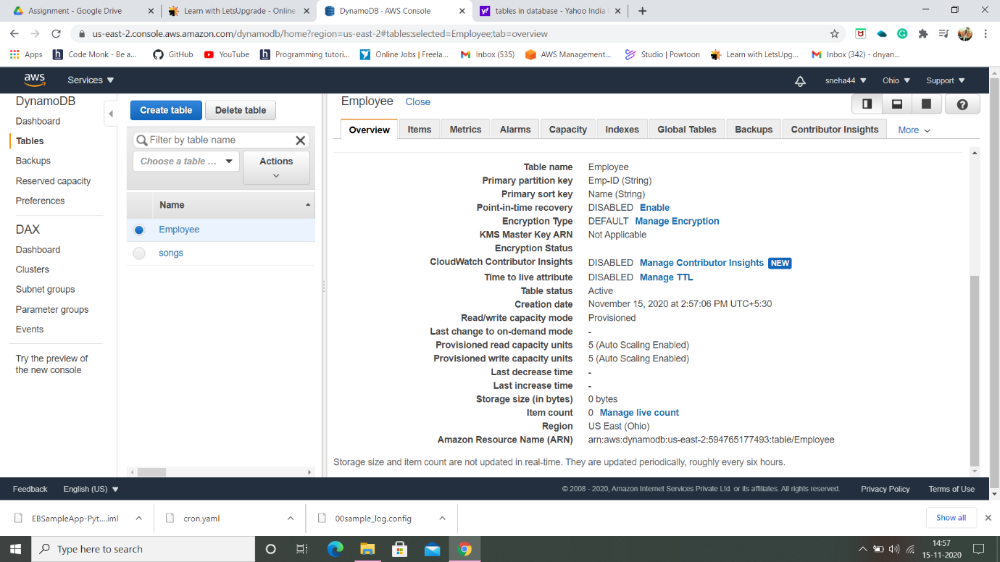 Assignment - Google Drive
Learn with LetsUpgrade - Online
DynamoDB · AWS Console
tables in database - Yahoo India
us-east-2.console.aws.amazon.com/dynamodb/home?region=us-east-2#tables:selected=Employee;tab=overview
Apps
Code Monk - Be a...
GitHub
YouTube
Programming tutori...
Online Jobs | Freela...
Inbox (535)
AWS Management...
Studio | Powtoon
Learn with LetsUpg...
Inbox (342) - dnyan...
aws
Services
sneha44
Ohio
Support
DynamoDB
Dashboard
Tables
Backups
Reserved capacity
Preferences
DAX
Dashboard
Clusters
Subnet groups
Parameter groups
Events
Try the preview of
the new console
Create table
Delete table
Filter by table name
Choose a table ...
Actions
Name
Employee
songs
Employee Close
Overview
Items
Metrics
Alarms
Capacity
Indexes
Global Tables
Backups
Contributor Insights
More
Table name Employee
Primary partition key Emp-ID (String)
Primary sort key Name (String)
Point-in-time recovery DISABLED Enable
Encryption Type DEFAULT Manage Encryption
KMS Master Key ARN Not Applicable
Encryption Status
CloudWatch Contributor Insights DISABLED Manage Contributor Insights NEW
Time to live attribute DISABLED Manage TTL
Table status Active
Creation date November 15, 2020 at 2:57:06 PM UTC+5:30
Read/write capacity mode Provisioned
Last change to on-demand mode -
Provisioned read capacity units 5 (Auto Scaling Enabled)
Provisioned write capacity units 5 (Auto Scaling Enabled)
Last decrease time -
Last increase time -
Storage size (in bytes) 0 bytes
Item count 0 Manage live count
Region US East (Ohio)
Amazon Resource Name (ARN) arn:aws:dynamodb:us-east-2:594765177493:table/Employee
Storage size and item count are not updated in real-time. They are updated periodically, roughly every six hours.
Feedback
English (US)
© 2008 - 2020, Amazon Internet Services Private Ltd. or its affiliates. All rights reserved.
Privacy Policy
Terms of Use
EBSampleApp-Pyt....iml
cron.yaml
00sample_log.config
Show all
Type here to search
14:57
15-11-2020